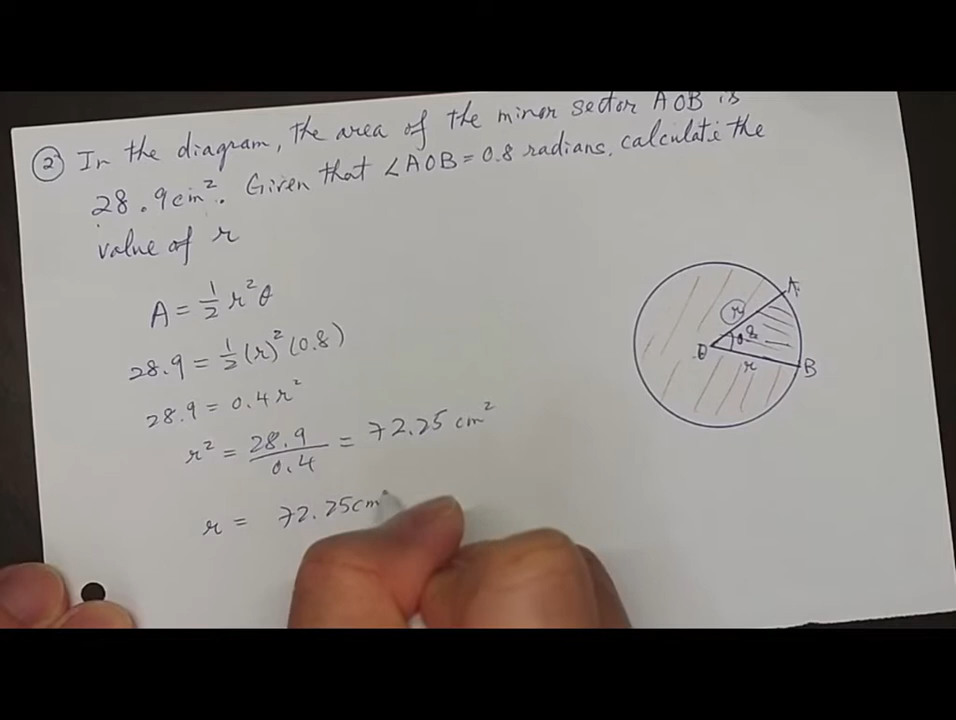 ② In the diagram, the area of the minor sector AOB is
28.9cm². Given that ∠AOB = 0.8 radians, calculate the
value of r
A = 1/2 r²θ
28.9 = 1/2 (r)² (0.8)
28.9 = 0.4r²
r² = 28.9/0.4 = 72.25 cm²
r = 72.25cm²
A
r
0.8
O
r
B